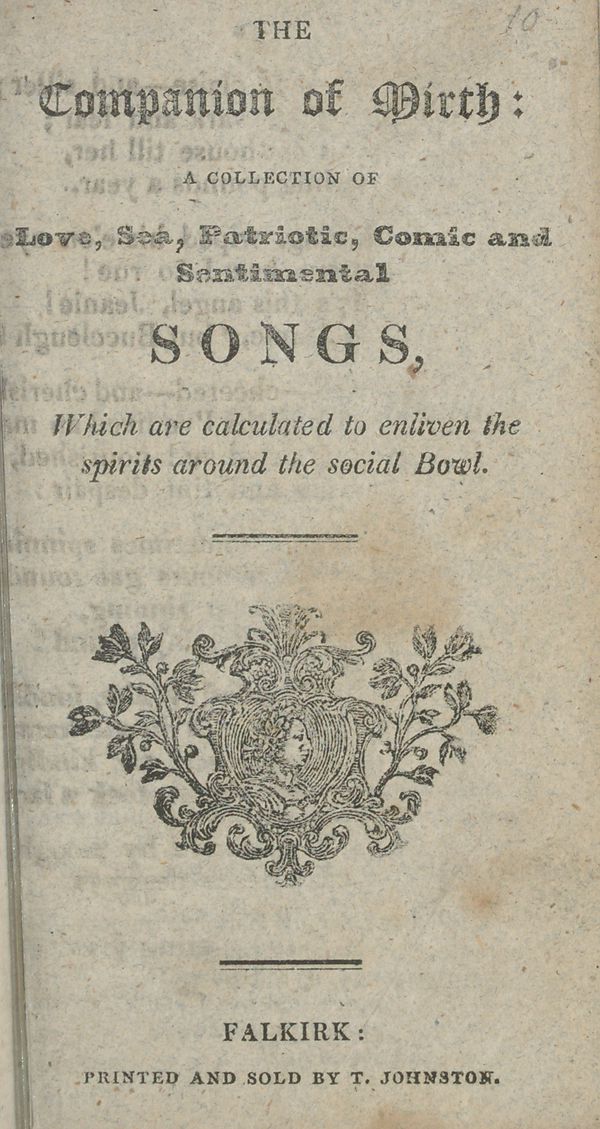 10
THE
Companion of Mirth:
A COLLECTION OF
Love, Sea, Patriotic, Comic and
Sentimental
SONGS,
Which are calculated to enliven the
spirits around the social Bowl.
FALKIRK:
PRINTED AND SOLD BY T. JOHNSTON.